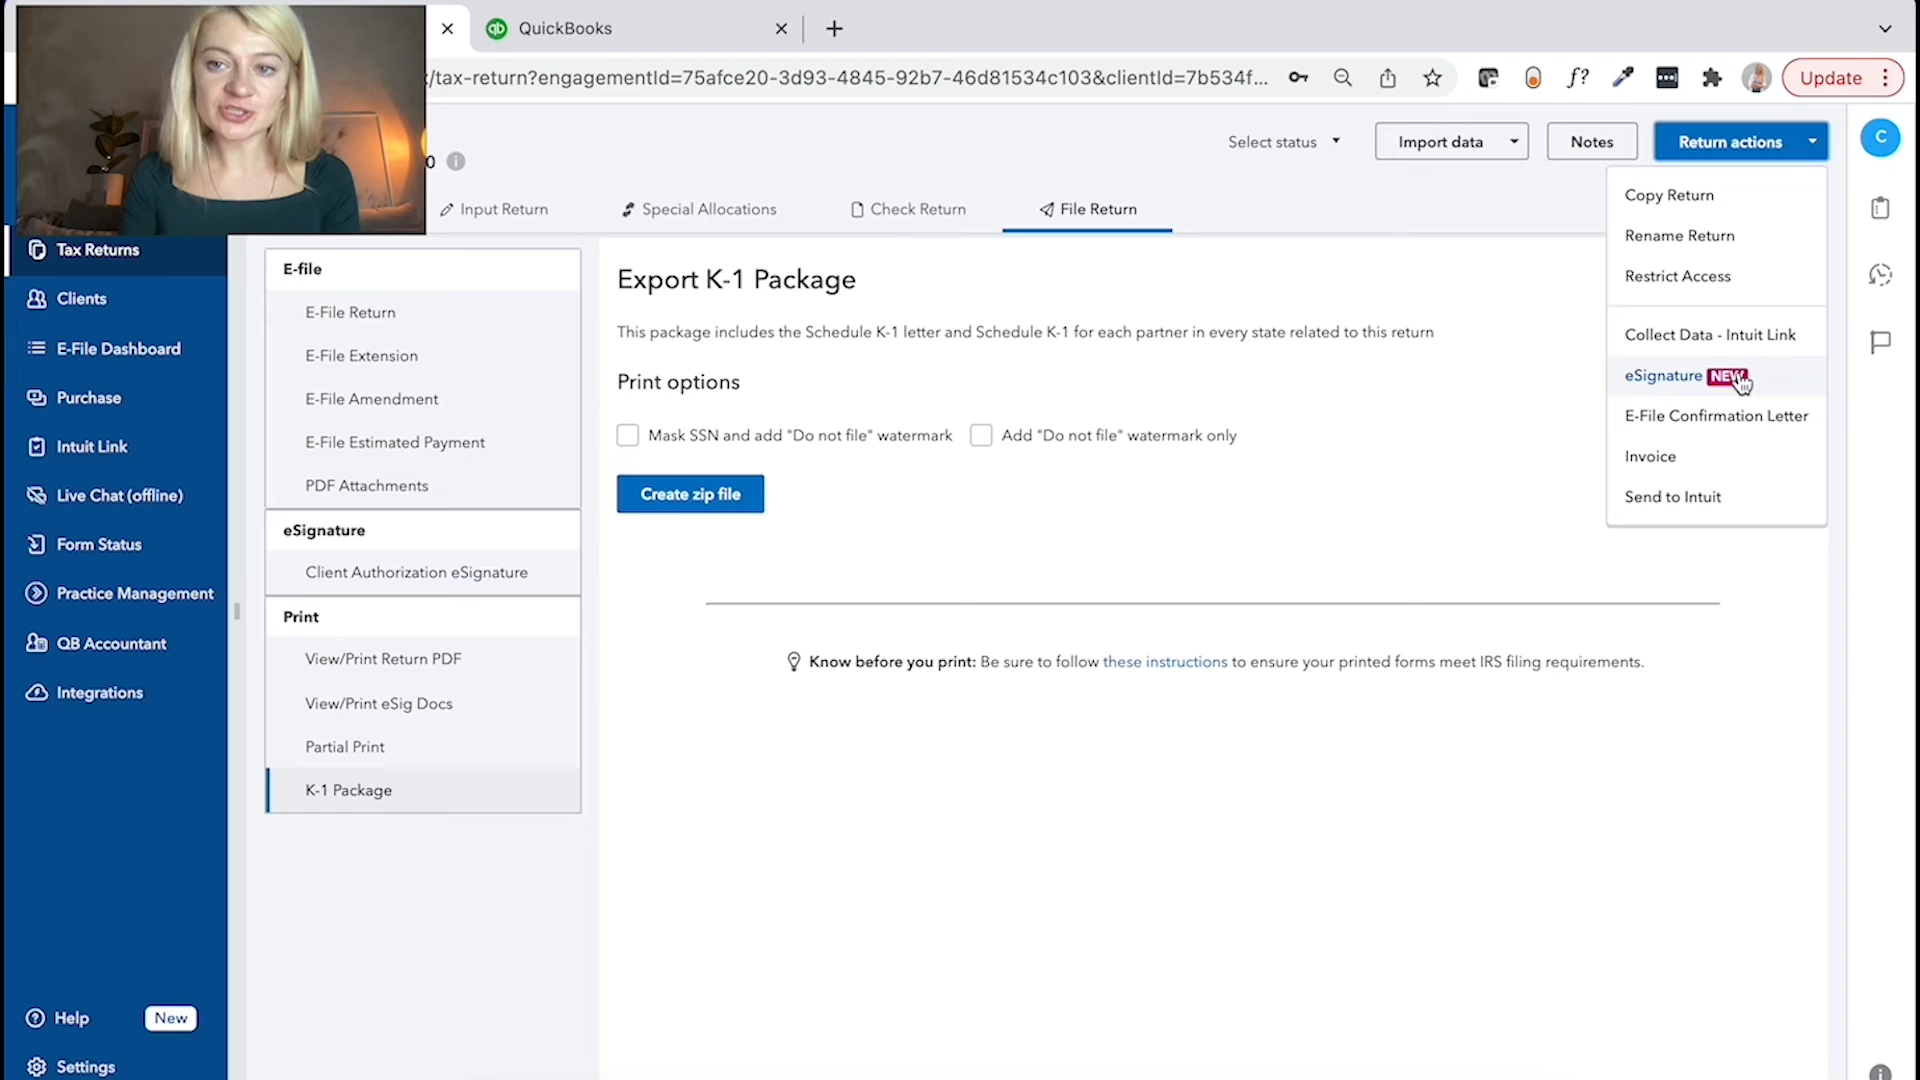 QuickBooks
/tax-return?engagementId=75afce20-3d93-4845-92b7-46d81534c103&clientId=7b534f...
f?
Update
0
Select status
Import data
Notes
Return actions
C
Input Return
Special Allocations
Check Return
File Return
Copy Return
Rename Return
Restrict Access
Collect Data - Intuit Link
eSignature NEW
E-File Confirmation Letter
Invoice
Send to Intuit
Tax Returns
Clients
E-File Dashboard
Purchase
Intuit Link
Live Chat (offline)
Form Status
Practice Management
QB Accountant
Integrations
Help
New
Settings
E-file
E-File Return
E-File Extension
E-File Amendment
E-File Estimated Payment
PDF Attachments
eSignature
Client Authorization eSignature
Print
View/Print Return PDF
View/Print eSig Docs
Partial Print
K-1 Package
Export K-1 Package
This package includes the Schedule K-1 letter and Schedule K-1 for each partner in every state related to this return
Print options
Mask SSN and add "Do not file" watermark
Add "Do not file" watermark only
Create zip file
Know before you print: Be sure to follow these instructions to ensure your printed forms meet IRS filing requirements.